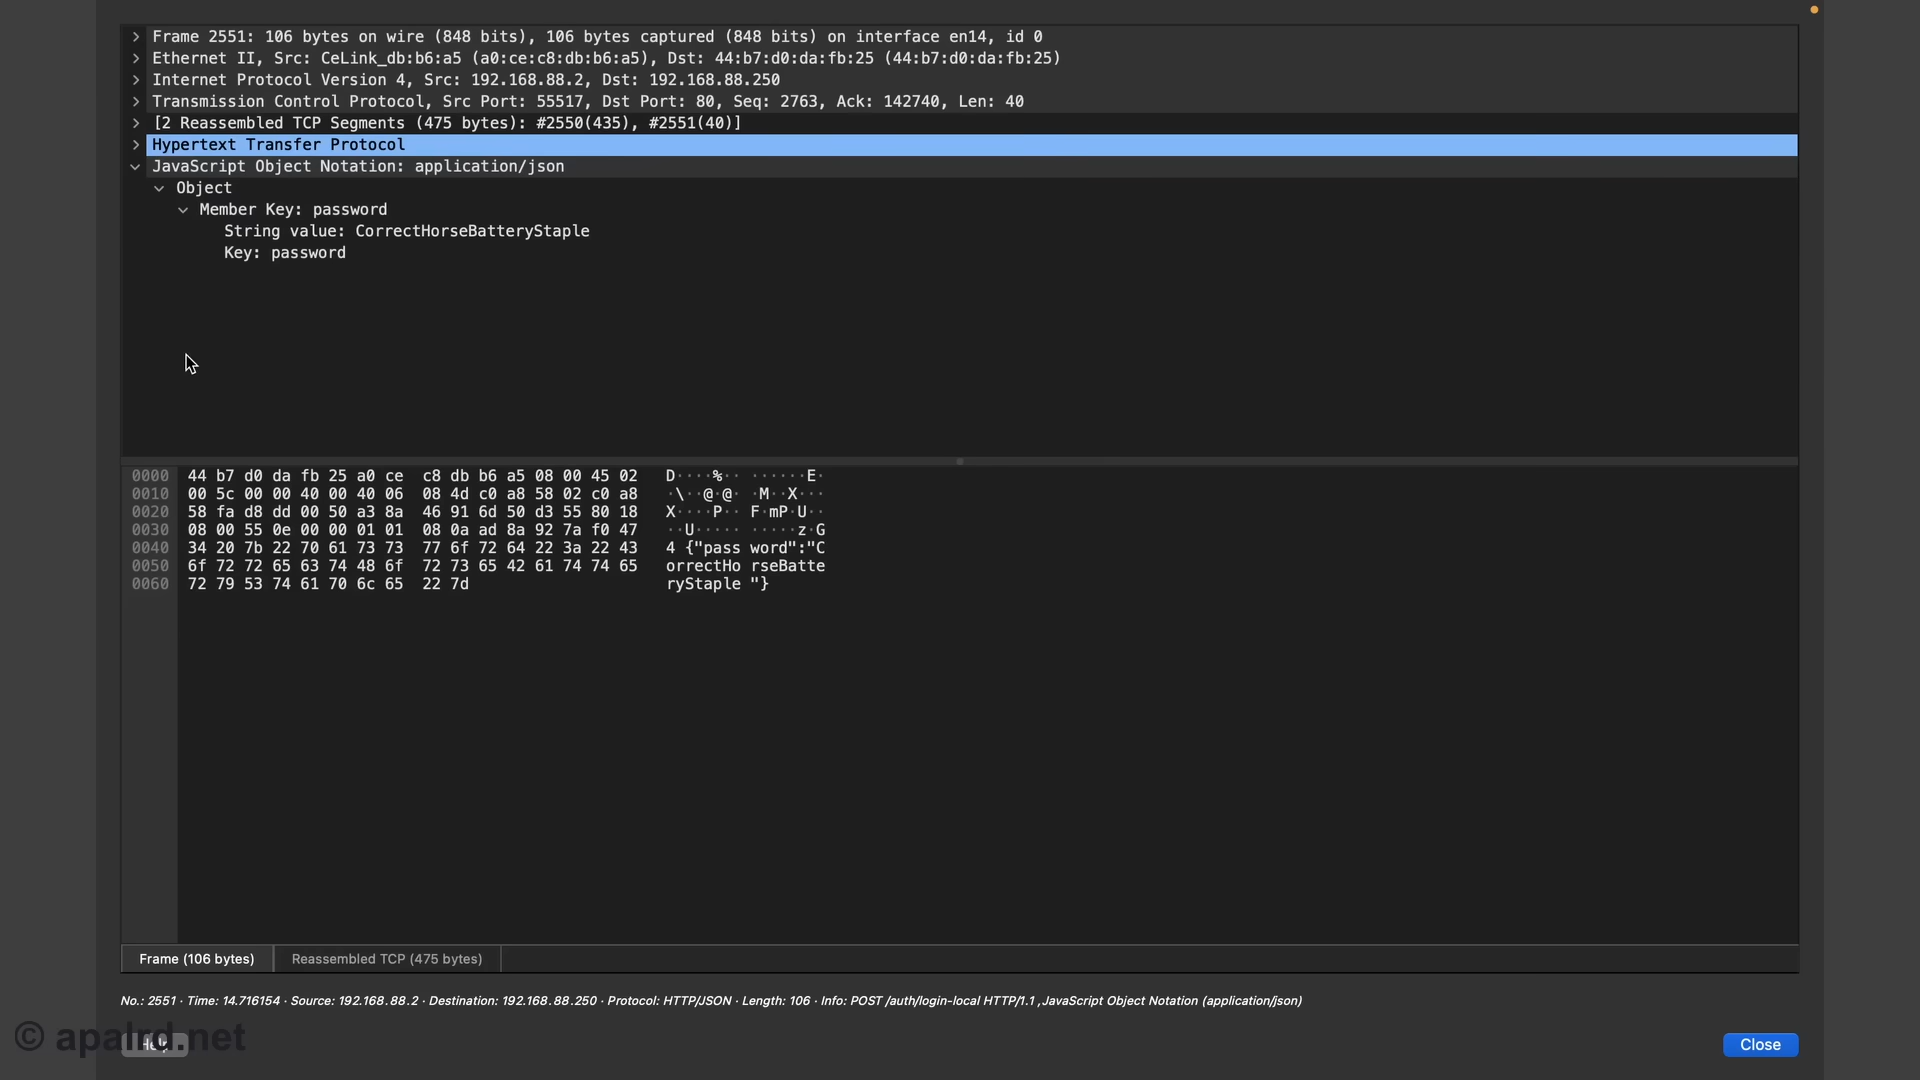 Frame 2551: 106 bytes on wire (848 bits), 106 bytes captured (848 bits) on interface en14, id 0
Ethernet II, Src: CeLink_db:b6:a5 (a0:ce:c8:db:b6:a5), Dst: 44:b7:d0:da:fb:25 (44:b7:d0:da:fb:25)
Internet Protocol Version 4, Src: 192.168.88.2, Dst: 192.168.88.250
Transmission Control Protocol, Src Port: 55517, Dst Port: 80, Seq: 2763, Ack: 142740, Len: 40
[2 Reassembled TCP Segments (475 bytes): #2550(435), #2551(40)]
Hypertext Transfer Protocol
JavaScript Object Notation: application/json
Object
Member Key: password
String value: CorrectHorseBatteryStaple
Key: password
0000 44 b7 d0 da fb 25 a0 ce c8 db b6 a5 08 00 45 02 D····%·· ······E·
0010 00 5c 00 00 40 00 40 06 08 4d c0 a8 58 02 c0 a8 ·\··@·@· ·M··X···
0020 58 fa d8 dd 00 50 a3 8a 46 91 6d 50 d3 55 80 18 X····P·· F·mP·U··
0030 08 00 55 0e 00 00 01 01 08 0a ad 8a 92 7a f0 47 ··U····· ·····z·G
0040 34 20 7b 22 70 61 73 73 77 6f 72 64 22 3a 22 43 4 {"pass word":"C
0050 6f 72 72 65 63 74 48 6f 72 73 65 42 61 74 74 65 orrectHo rseBatte
0060 72 79 53 74 61 70 6c 65 22 7d ryStaple "}
Frame (106 bytes) Reassembled TCP (475 bytes)
No.: 2551 · Time: 14.716154 · Source: 192.168.88.2 · Destination: 192.168.88.250 · Protocol: HTTP/JSON · Length: 106 · Info: POST /auth/login-local HTTP/1.1 , JavaScript Object Notation (application/json)
© apalrd.net
Help
Close